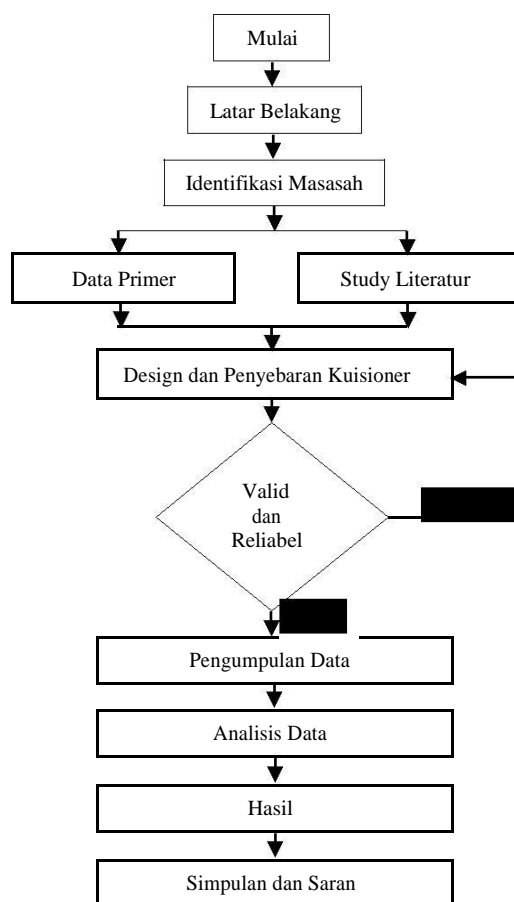 Mulai
Latar Belakang
Identifikasi Masasah
Data Primer
Study Literatur
Design dan Penyebaran Kuisioner
Valid
dan
Reliabel
Pengumpulan Data
Analisis Data
Hasil
Simpulan dan Saran